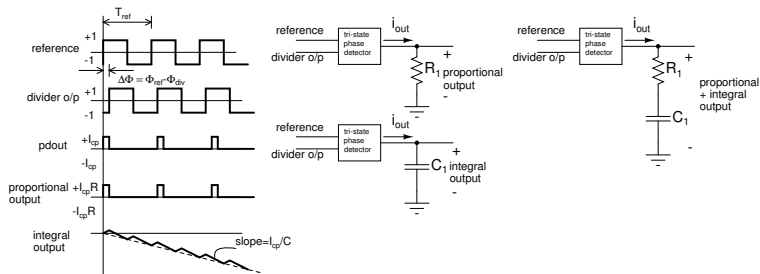 T_ref
reference
+1
-1
ΔΦ = Φ_ref-Φ_div
divider o/p
+1
-1
pdout
+I_cp
-I_cp
proportional
output
+I_cpR
-I_cpR
integral
output
slope=I_cp/C
reference
divider o/p
tri-state
phase
detector
i_out
+
R_1
proportional
output
-
reference
divider o/p
tri-state
phase
detector
i_out
+
C_1
integral
output
-
reference
divider o/p
tri-state
phase
detector
i_out
+
R_1
C_1
proportional
+ integral
output
-